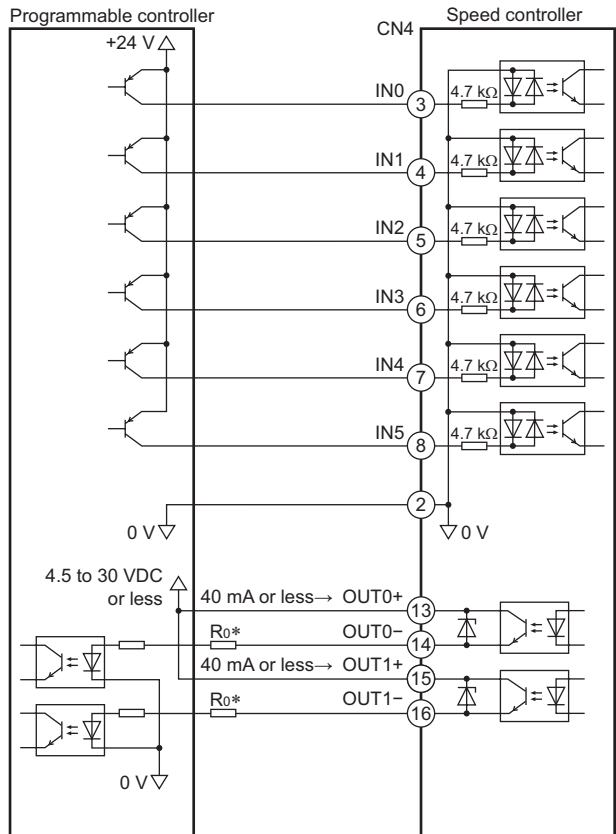 Programmable controller
Speed controller
+24 V
CN4
IN0
3
4.7 kΩ
IN1
4
4.7 kΩ
IN2
5
4.7 kΩ
IN3
6
4.7 kΩ
IN4
7
4.7 kΩ
IN5
8
4.7 kΩ
2
0 V
0 V
4.5 to 30 VDC
or less
40 mA or less→ OUT0+
13
R0*
OUT0−
14
40 mA or less→ OUT1+
15
R0*
OUT1−
16
0 V